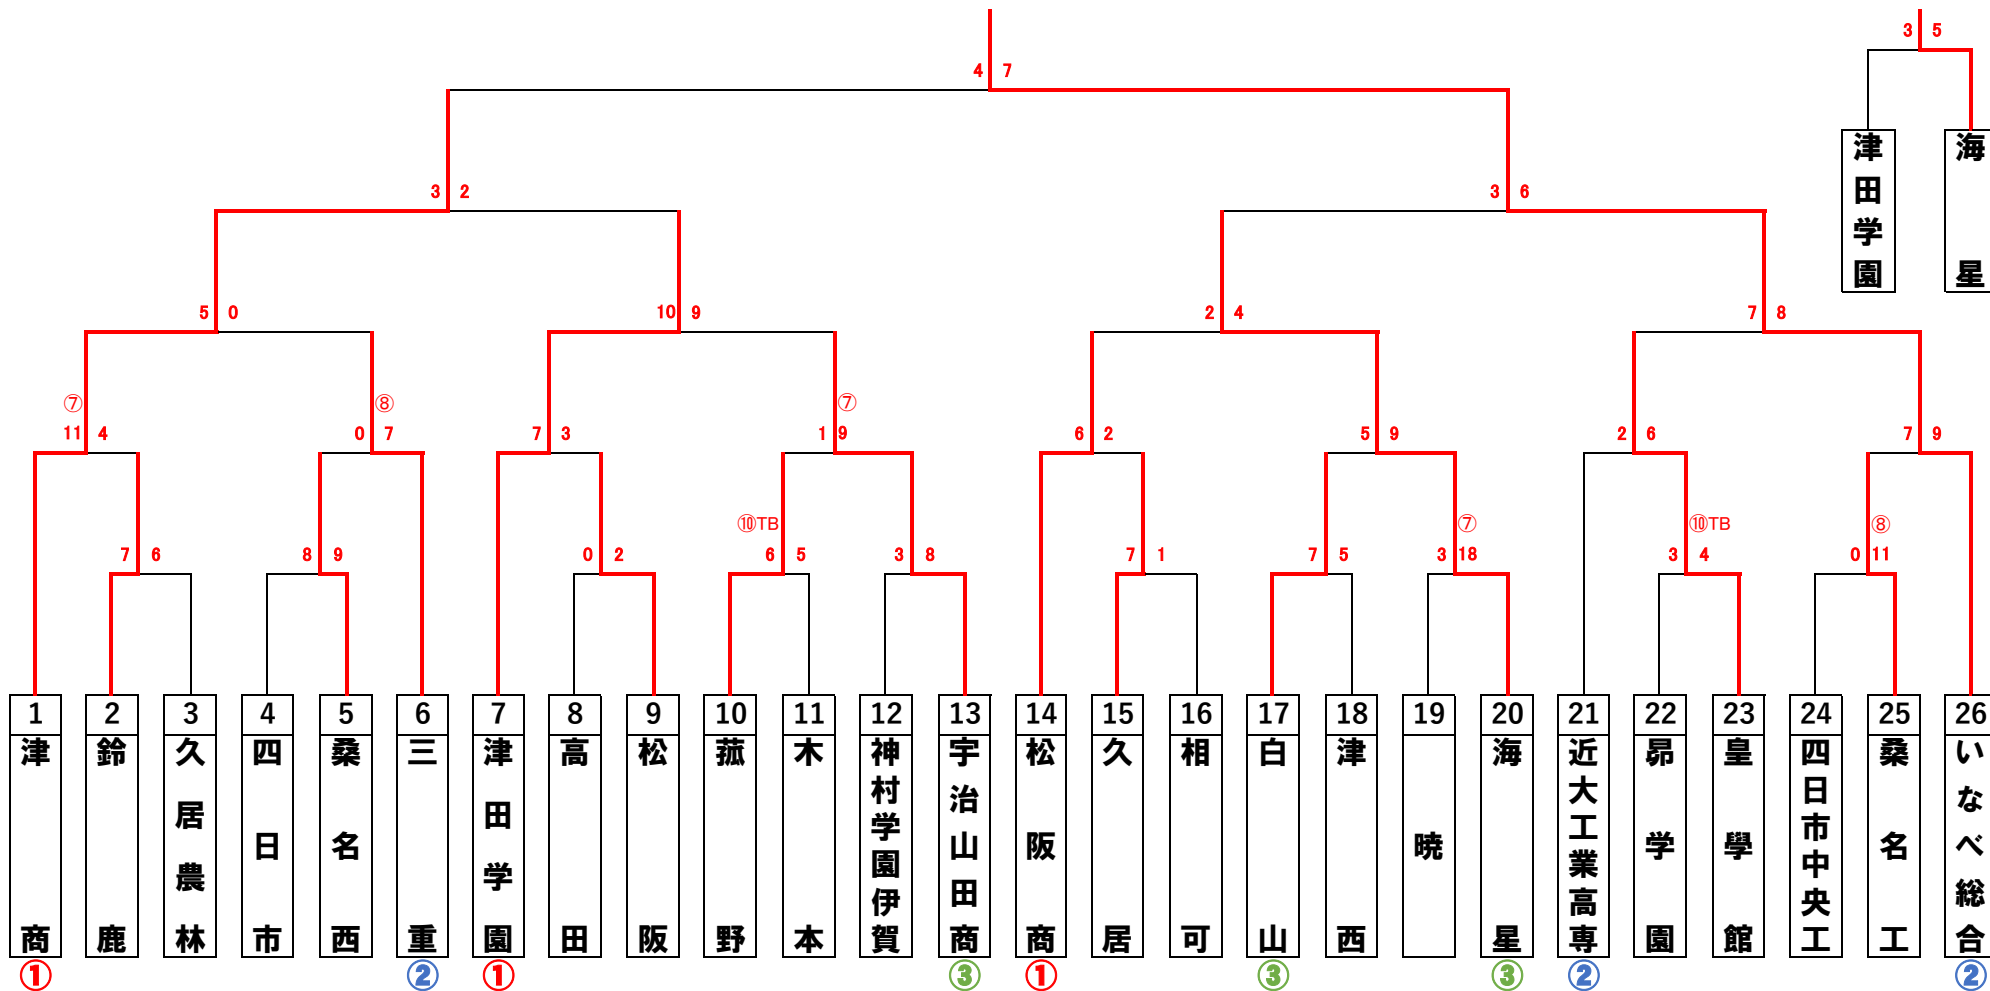 3 5
4 7
津田学園
海星
3 2
3 6
5 0
10 9
2 4
7 8
⑦
⑧
⑦
11 4
0 7
7 3
1 9
6 2
5 9
2 6
7 9
⑩TB
⑦
⑩TB
⑧
7 6
8 9
0 2
6 5
3 8
7 1
7 5
3 18
3 4
0 11
1 津商 ①
2 鈴鹿
3 久居農林
4 四日市
5 桑名西
6 三重 ②
7 津田学園 ①
8 高田
9 松阪
10 菰野
11 木本
12 神村学園伊賀
13 宇治山田商 ③
14 松阪商 ①
15 久居
16 相可
17 白山 ③
18 津西
19 暁
20 海星 ③
21 近大工業高専 ②
22 昴学園
23 皇學館
24 四日市中央工
25 桑名工
26 いなべ総合 ②